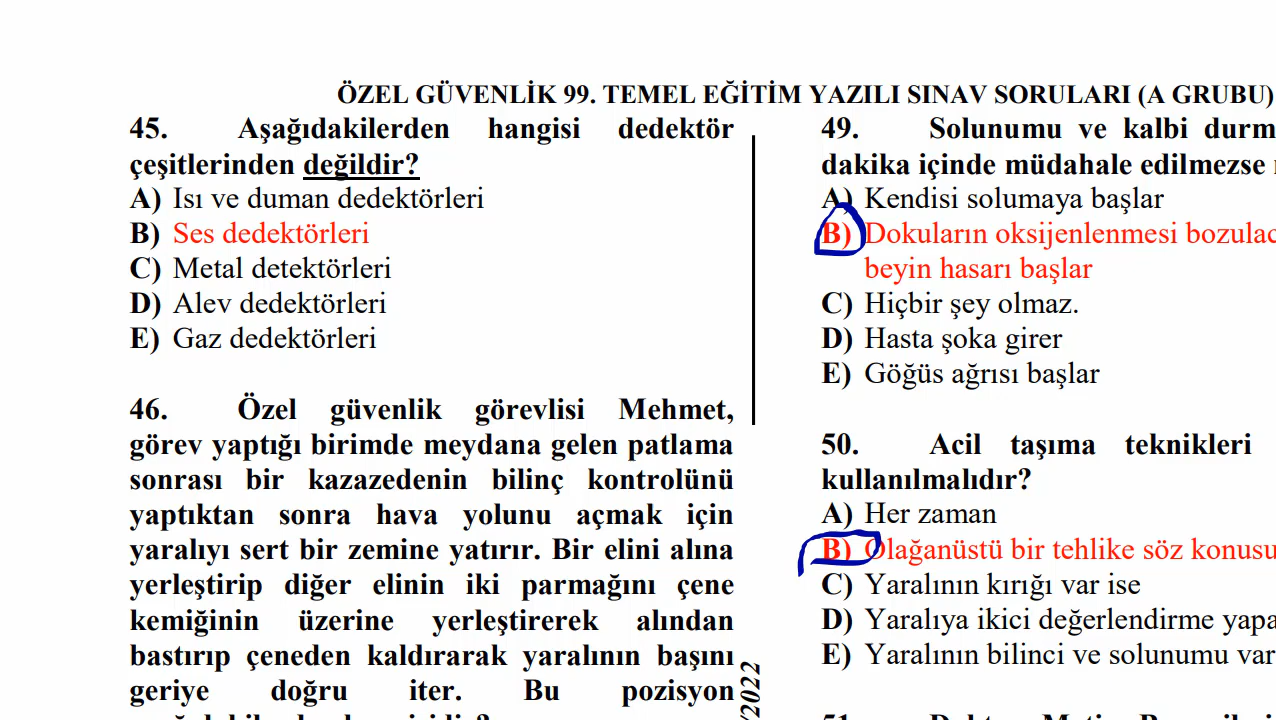 ÖZEL GÜVENLİK 99. TEMEL EĞİTİM YAZILI SINAV SORULARI (A GRUBU)
45. Aşağıdakilerden hangisi dedektör
çeşitlerinden değildir?
A) Isı ve duman dedektörleri
B) Ses dedektörleri
C) Metal detektörleri
D) Alev dedektörleri
E) Gaz dedektörleri
46. Özel güvenlik görevlisi Mehmet,
görev yaptığı birimde meydana gelen patlama
sonrası bir kazazedenin bilinç kontrolünü
yaptıktan sonra hava yolunu açmak için
yaralıyı sert bir zemine yatırır. Bir elini alına
yerleştirip diğer elinin iki parmağını çene
kemiğinin üzerine yerleştirerek alından
bastırıp çeneden kaldırarak yaralının başını
geriye doğru iter. Bu pozisyon
/2022
49. Solunumu ve kalbi durm
dakika içinde müdahale edilmezse
A) Kendisi solumaya başlar
B) Dokuların oksijenlenmesi bozulac
beyin hasarı başlar
C) Hiçbir şey olmaz.
D) Hasta şoka girer
E) Göğüs ağrısı başlar
50. Acil taşıma teknikleri
kullanılmalıdır?
A) Her zaman
B) Olağanüstü bir tehlike söz konusu
C) Yaralının kırığı var ise
D) Yaralıya ikici değerlendirme yapa
E) Yaralının bilinci ve solunumu var